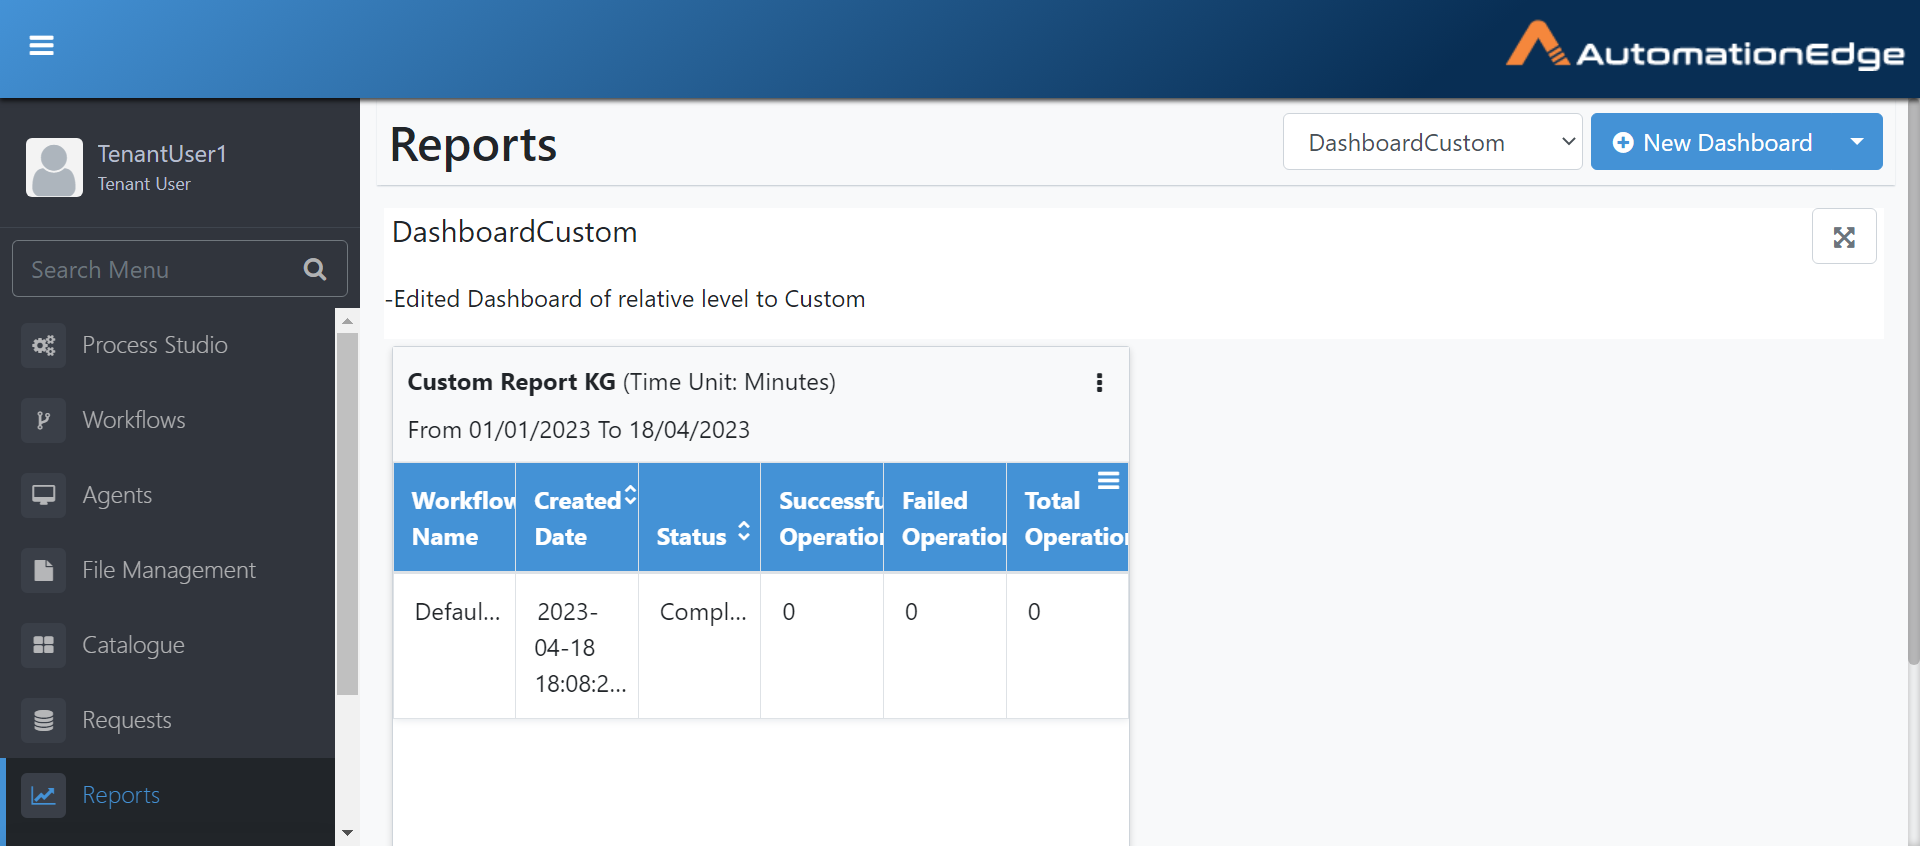 AutomationEdge
TenantUser1
Tenant User
Search Menu
Process Studio
Workflows
Agents
File Management
Catalogue
Requests
Reports
Reports
DashboardCustom
New Dashboard
DashboardCustom
-Edited Dashboard of relative level to Custom
Custom Report KG (Time Unit: Minutes)
From 01/01/2023 To 18/04/2023
Workflow Name
Created Date
Status
Successfu Operation
Failed Operation
Total Operation
Defaul...
2023-
04-18
18:08:2...
Compl...
0
0
0